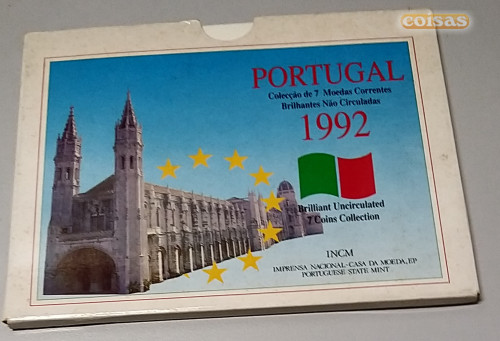 coisas
PORTUGAL
Colecção de 7 Moedas Correntes
Brilhantes Não Circuladas
1992
Brilliant Uncirculated
7 Coins Collection
INCM
IMPRENSA NACIONAL-CASA DA MOEDA, EP
PORTUGUESE STATE MINT